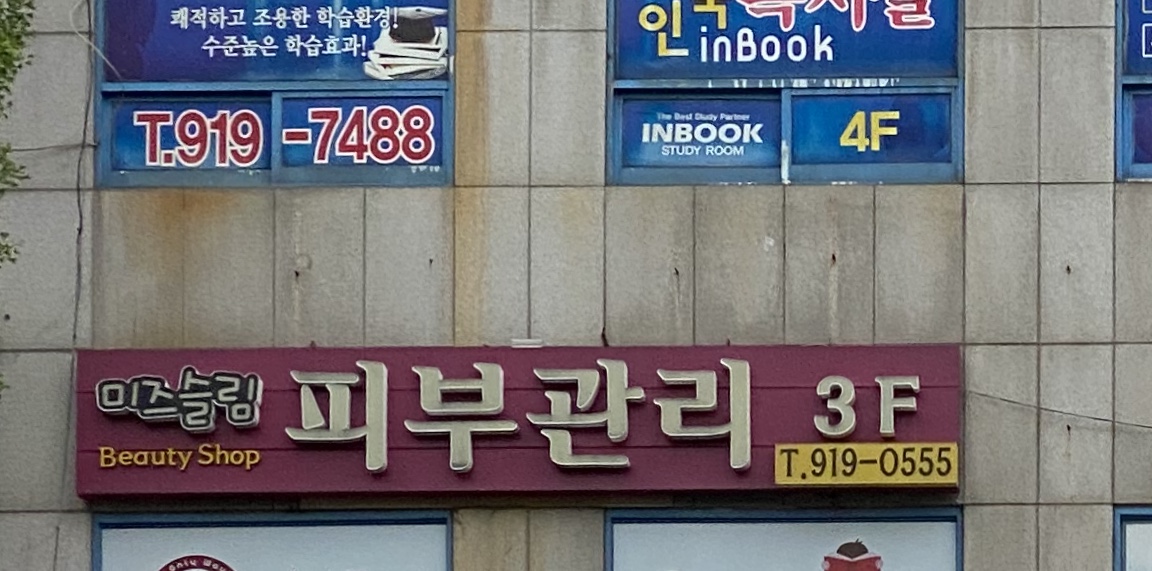 쾌적하고 조용한 학습환경!
수준높은 학습효과!
T.919-7488
인
inBook
The Best Study Partner
INBOOK
STUDY ROOM
4F
미즈슬림
Beauty Shop
피부관리
3F
T.919-0555
Only